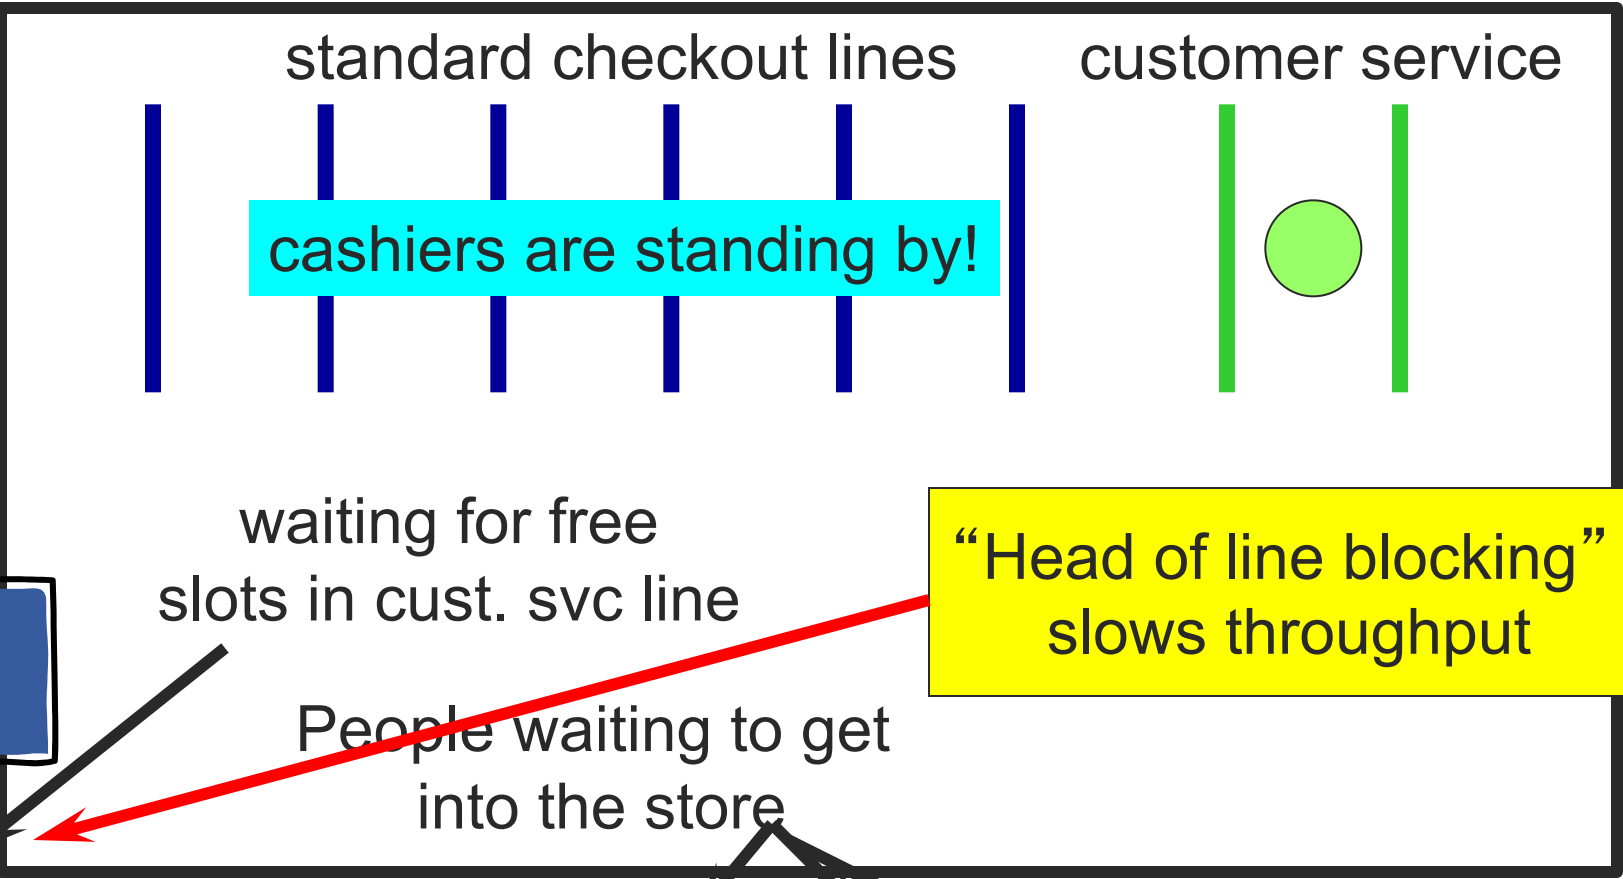 standard checkout lines
customer service
cashiers are standing by!
waiting for free
slots in cust. svc line
“Head of line blocking”
slows throughput
People waiting to get
into the store